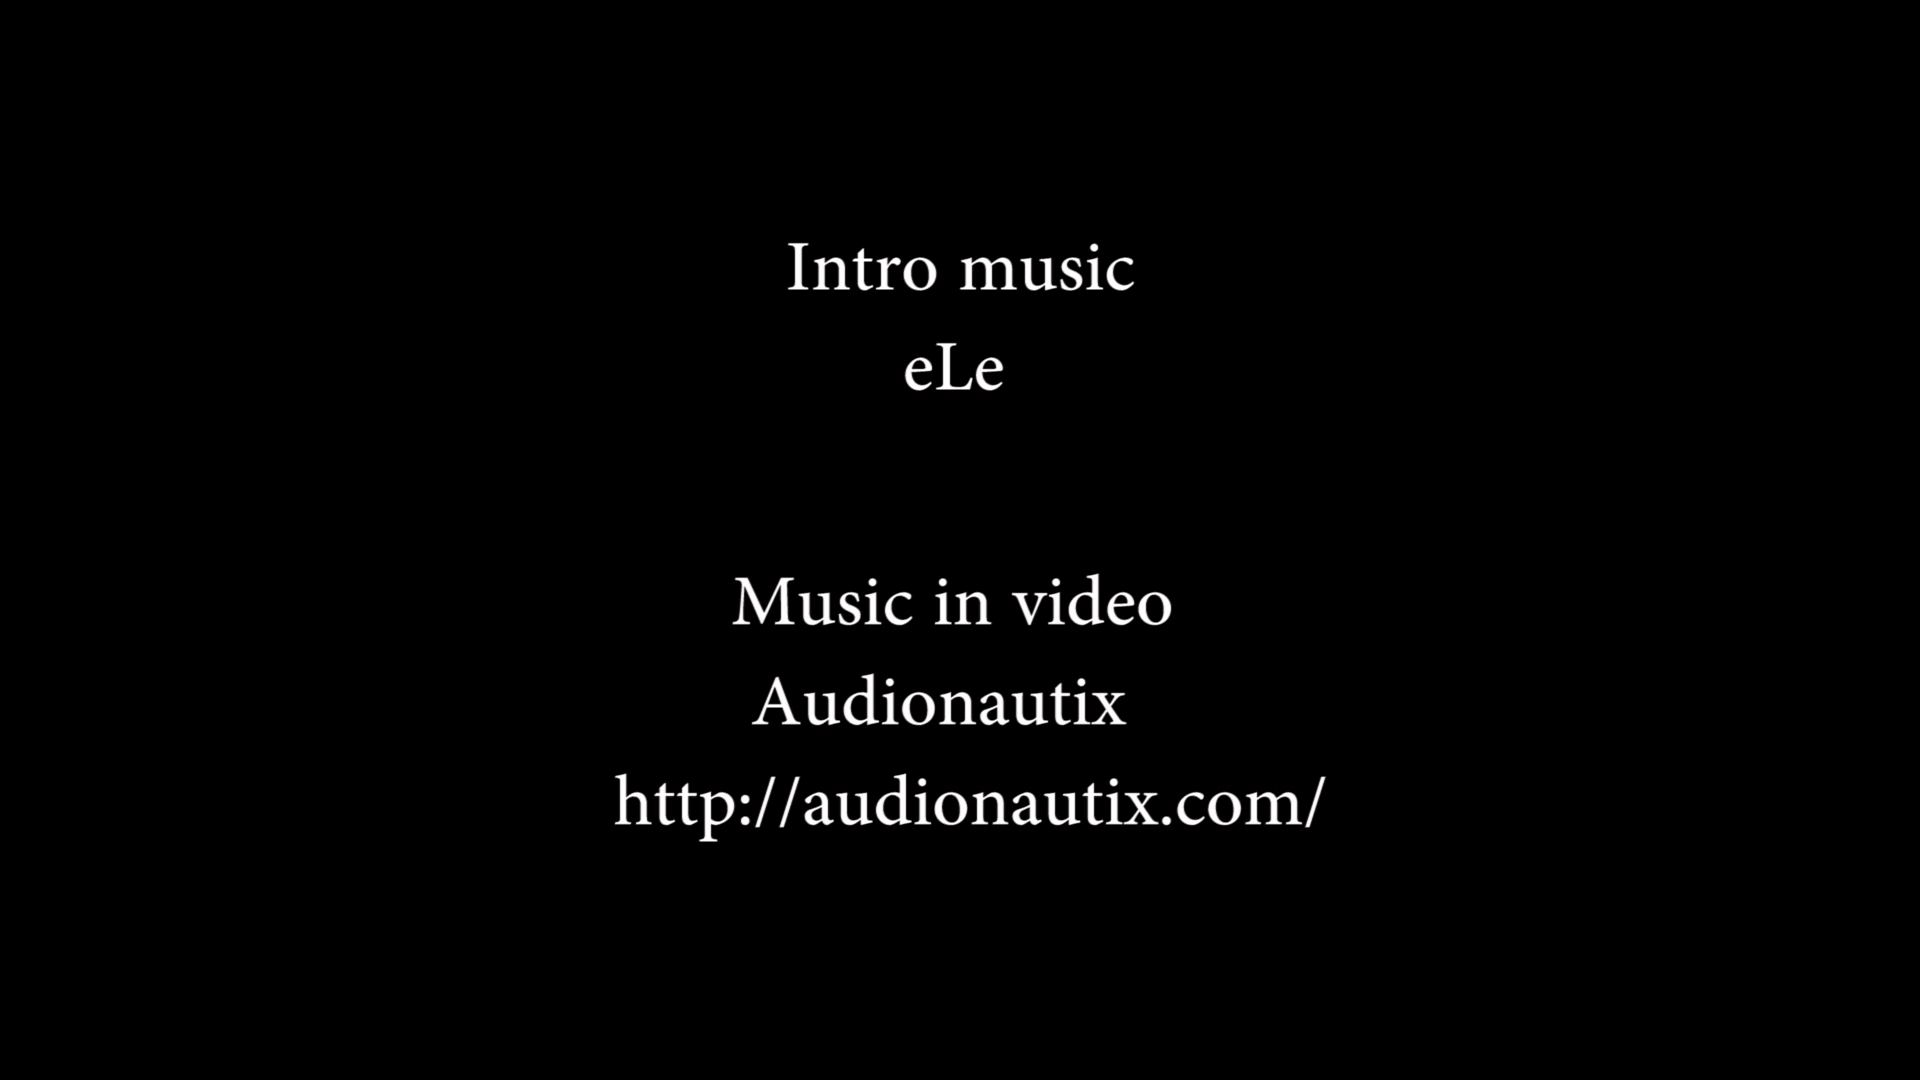 Intro music
eLe
Music in video
Audionautix
http://audionautix.com/